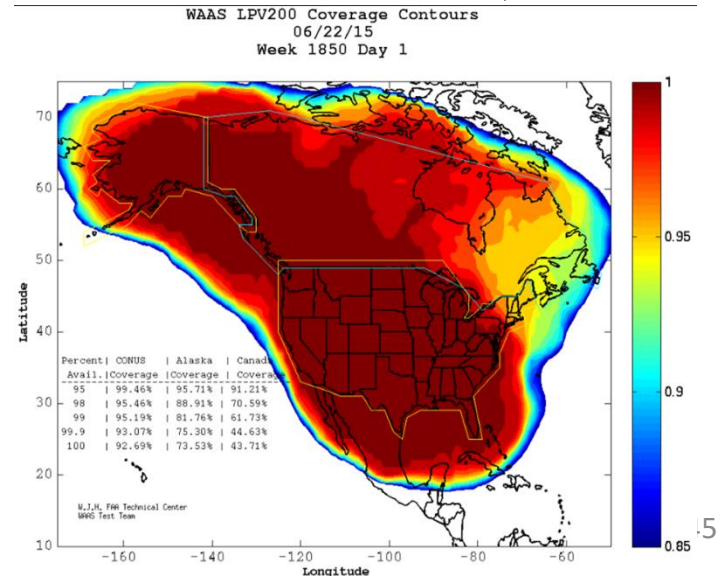 WAAS LPV200 Coverage Contours
06/22/15
Week 1850 Day 1
70
60
50
40
30
20
10
Latitude
Percent| CONUS | Alaska | Canad
Avail.|Coverage |Coverage | Coverage
95 | 99.46% | 95.71% | 91.21%
98 | 95.46% | 88.91% | 70.59%
99 | 95.19% | 81.76% | 61.73%
99.9 | 93.07% | 75.30% | 44.63%
100 | 92.69% | 73.53% | 43.71%
W.J.H. FAA Technical Center
WAAS Test Team
-160 -140 -120 -100 -80 -60
Longitude
1
0.95
0.9
0.85
45